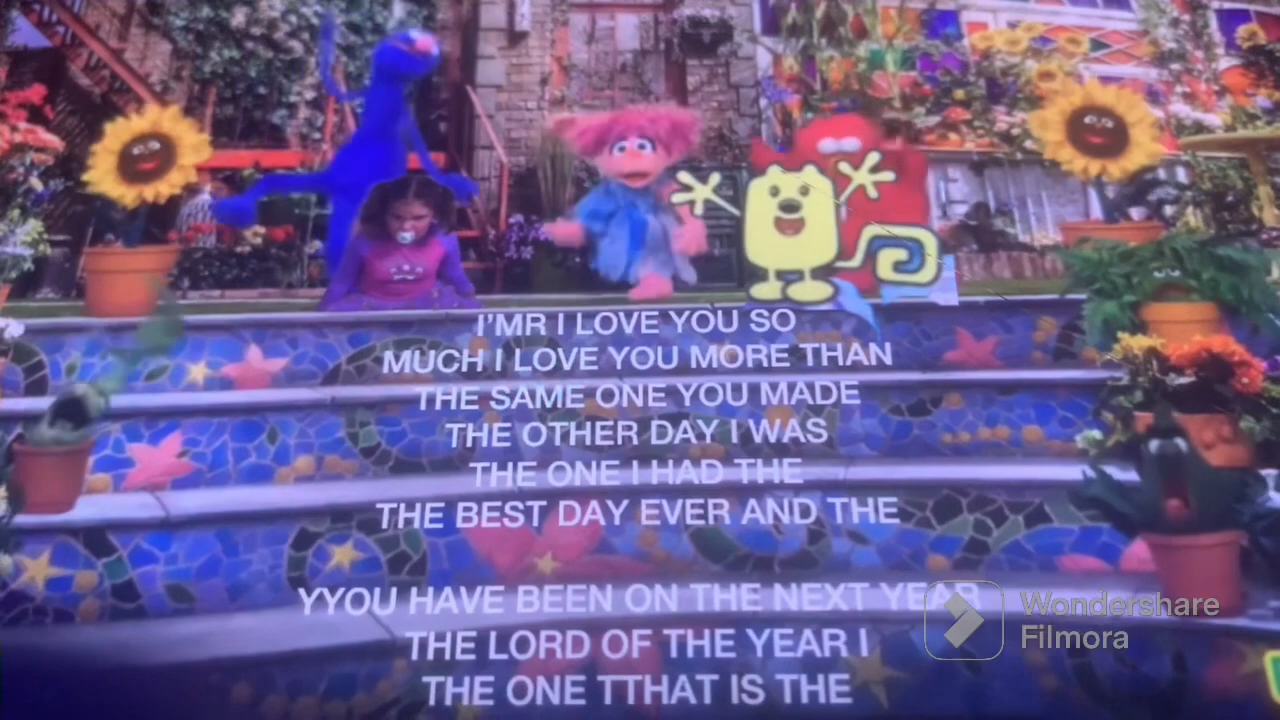 I'MR I LOVE YOU SO
MUCH I LOVE YOU MORE THAN
THE SAME ONE YOU MADE
THE OTHER DAY I WAS
THE ONE I HAD THE
THE BEST DAY EVER AND THE
YYOU HAVE BEEN ON THE NEXT YEAR
THE LORD OF THE YEAR I
THE ONE TTHAT IS THE
Wondershare
Filmora